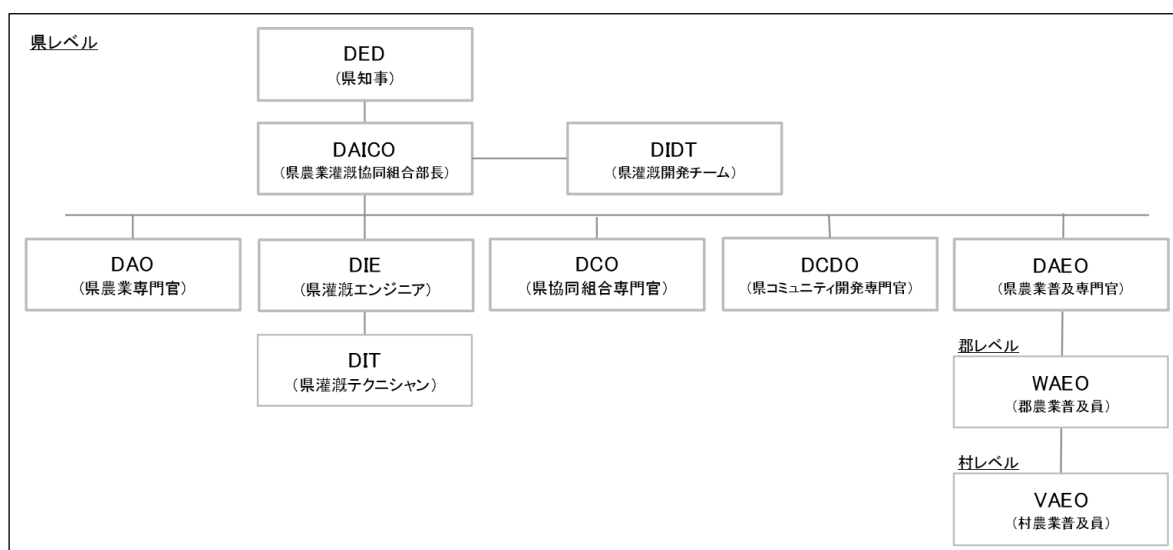 県レベル
DED
（県知事）
DAICO
（県農業灌漑協同組合部長）
DIDT
（県灌漑開発チーム）
DAO
（県農業専門官）
DIE
（県灌漑エンジニア）
DCO
（県協同組合専門官）
DCDO
（県コミュニティ開発専門官）
DAEO
（県農業普及専門官）
DIT
（県灌漑テクニシャン）
郡レベル
WAEO
（郡農業普及員）
村レベル
VAEO
（村農業普及員）